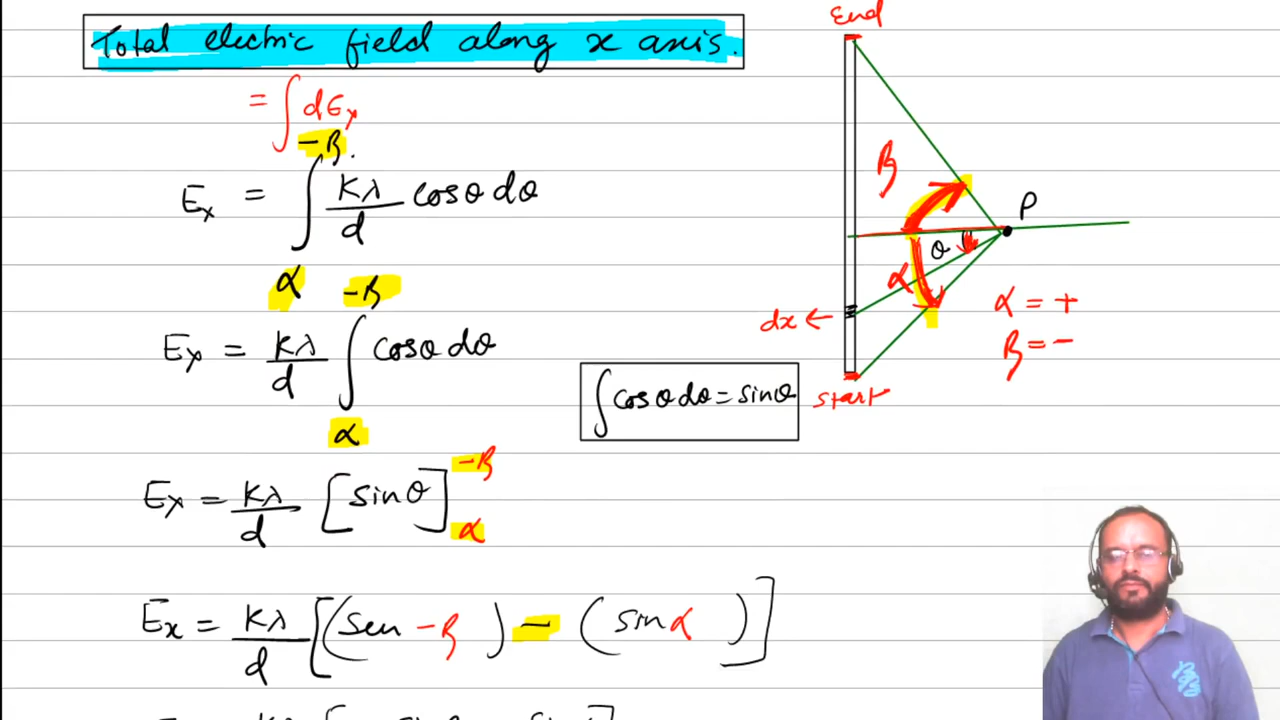 Total electric field along x axis.
= ∫ dEx
Ex = ∫ α -β Kλ/d cosθ dθ
Ex = Kλ/d ∫ α -β cosθ dθ
∫ cosθ dθ = sinθ
Ex = Kλ/d [sinθ] α -β
Ex = Kλ/d [(sen -β) - (sin α)]
End
β
P
θ
α
dx ←
α = +
β = -
start